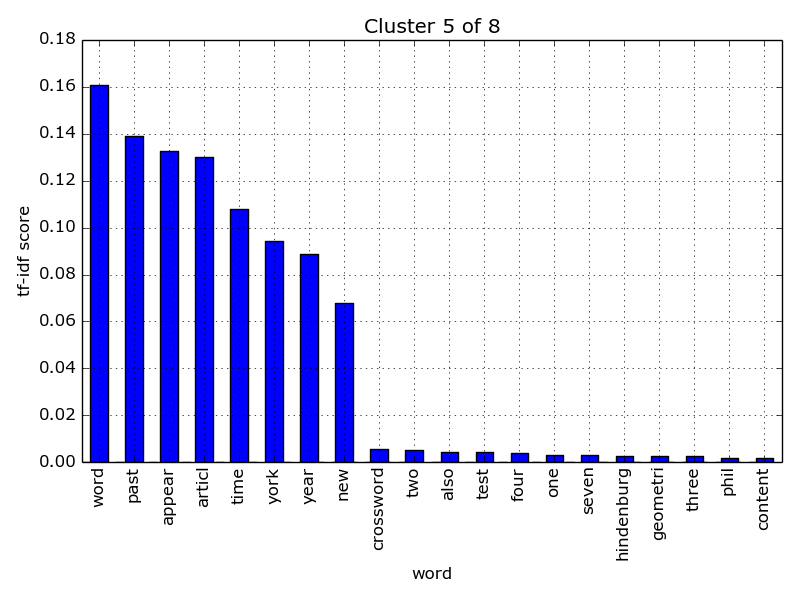 Cluster 5 of 8
tf-idf score
0.18
0.16
0.14
0.12
0.10
0.08
0.06
0.04
0.02
0.00
word
past
appear
articl
time
york
year
new
crossword
two
also
test
four
one
seven
hindenburg
geometri
three
phil
content
word